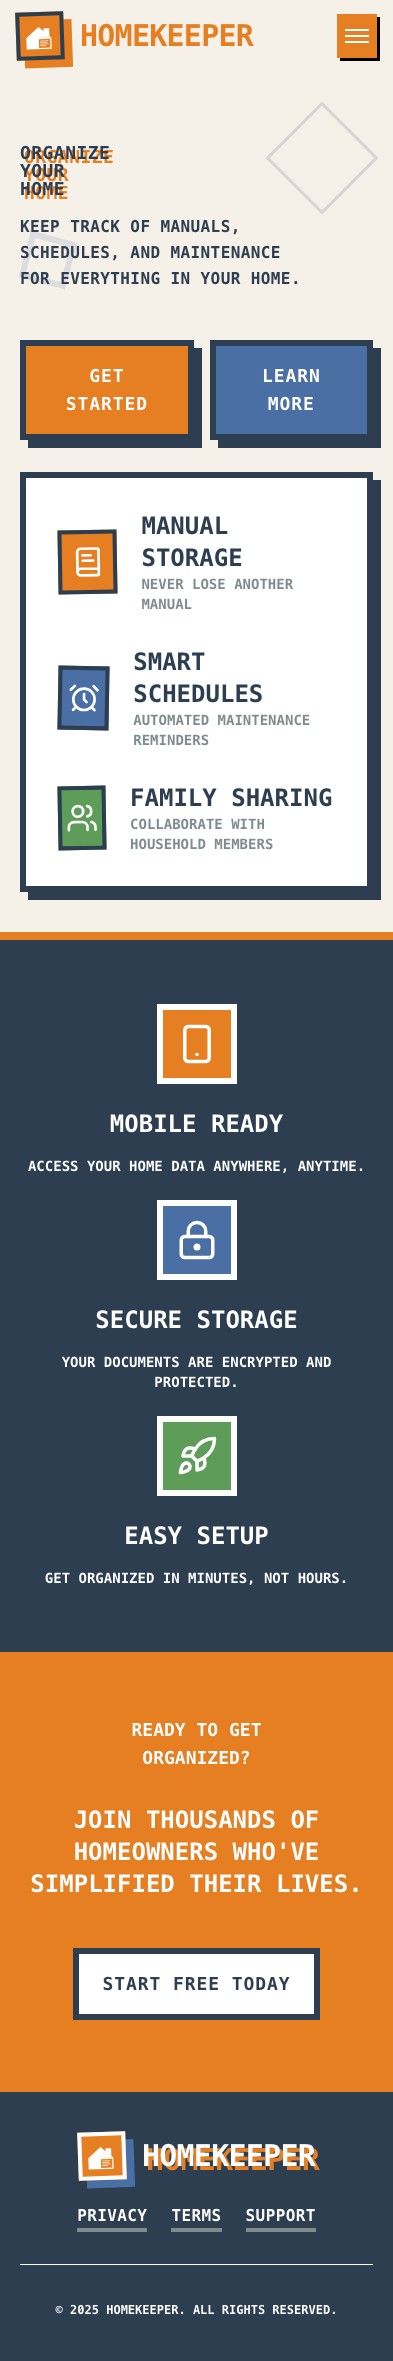 HOMEKEEPER
ORGANIZE
YOUR
HOME
KEEP TRACK OF MANUALS,
SCHEDULES, AND MAINTENANCE
FOR EVERYTHING IN YOUR HOME.
GET
STARTED
LEARN
MORE
MANUAL
STORAGE
NEVER LOSE ANOTHER
MANUAL
SMART
SCHEDULES
AUTOMATED MAINTENANCE
REMINDERS
FAMILY SHARING
COLLABORATE WITH
HOUSEHOLD MEMBERS
MOBILE READY
ACCESS YOUR HOME DATA ANYWHERE, ANYTIME.
SECURE STORAGE
YOUR DOCUMENTS ARE ENCRYPTED AND
PROTECTED.
EASY SETUP
GET ORGANIZED IN MINUTES, NOT HOURS.
READY TO GET
ORGANIZED?
JOIN THOUSANDS OF
HOMEOWNERS WHO'VE
SIMPLIFIED THEIR LIVES.
START FREE TODAY
HOMEKEEPER
PRIVACY TERMS SUPPORT
© 2025 HOMEKEEPER. ALL RIGHTS RESERVED.